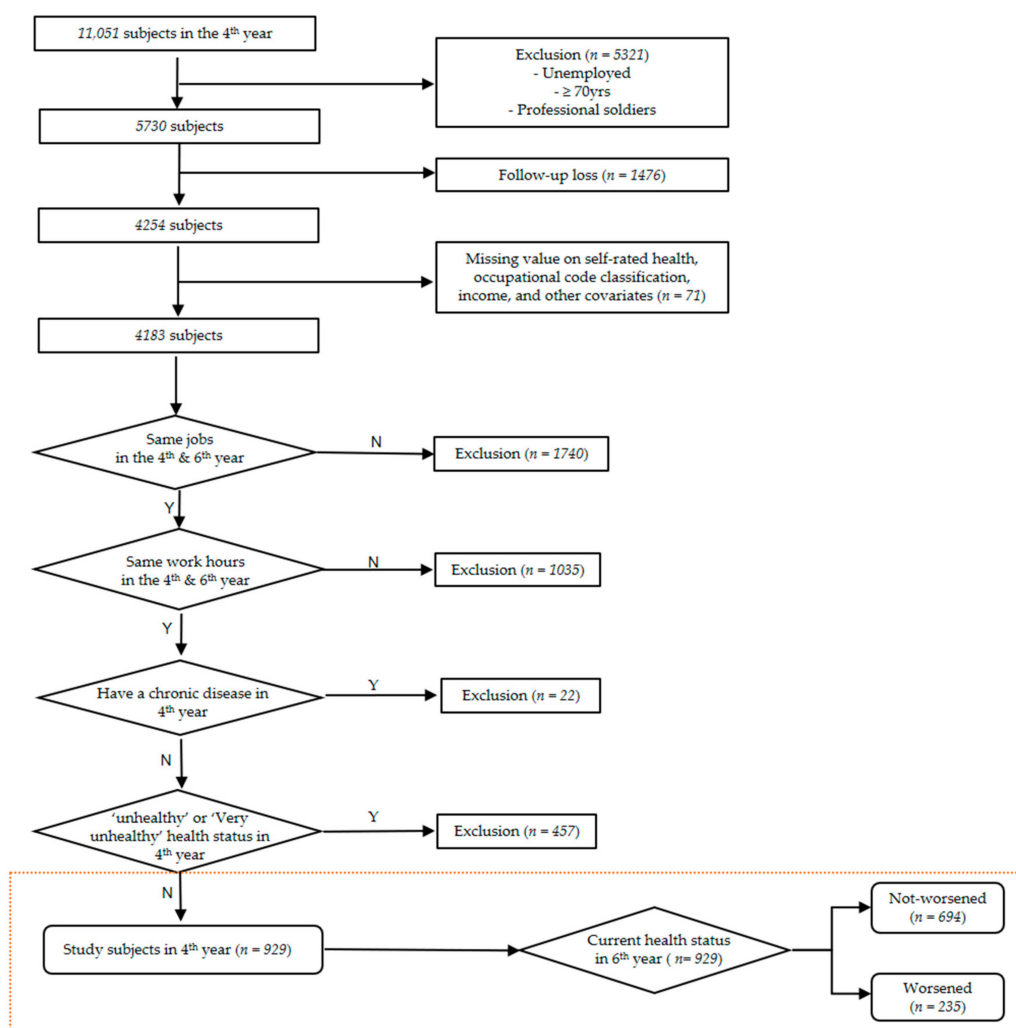 11,051 subjects in the 4th year
Exclusion (n = 5321)
- Unemployed
- ≥ 70yrs
- Professional soldiers
5730 subjects
Follow-up loss (n = 1476)
4254 subjects
Missing value on self-rated health,
occupational code classification,
income, and other covariates (n = 71)
4183 subjects
Same jobs
in the 4th & 6th year
N
Exclusion (n = 1740)
Y
Same work hours
in the 4th & 6th year
N
Exclusion (n = 1035)
Y
Have a chronic disease in
4th year
Y
Exclusion (n = 22)
N
'unhealthy' or 'Very
unhealthy' health status in
4th year
Y
Exclusion (n = 457)
N
Study subjects in 4th year (n = 929)
Current health status
in 6th year ( n= 929)
Not-worsened
(n = 694)
Worsened
(n = 235)